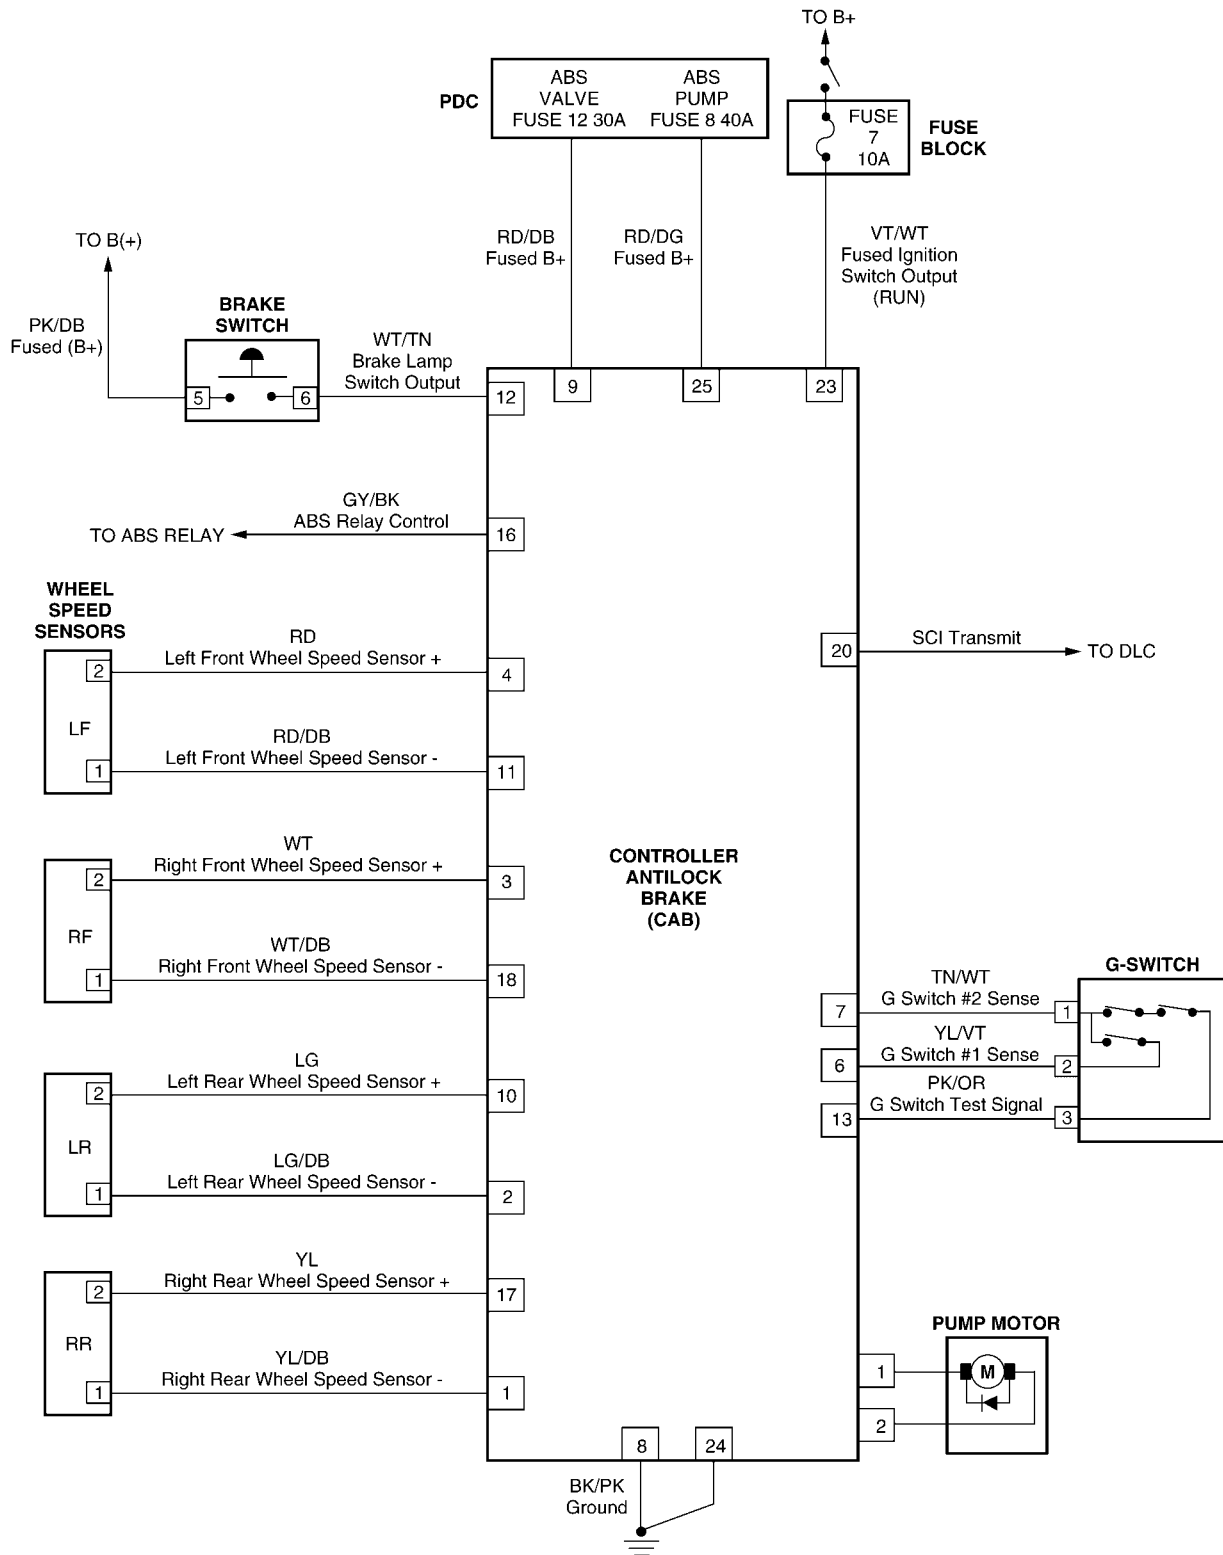 TO B+
PDC
ABS
VALVE
FUSE 12 30A
ABS
PUMP
FUSE 8 40A
FUSE
7
10A
FUSE
BLOCK
RD/DB
Fused B+
RD/DG
Fused B+
VT/WT
Fused Ignition
Switch Output
(RUN)
TO B(+)
PK/DB
Fused (B+)
BRAKE
SWITCH
5
6
WT/TN
Brake Lamp
Switch Output
12
9
25
23
TO ABS RELAY
GY/BK
ABS Relay Control
16
WHEEL
SPEED
SENSORS
LF
2
RD
Left Front Wheel Speed Sensor +
4
1
RD/DB
Left Front Wheel Speed Sensor -
11
20
SCI Transmit
TO DLC
RF
2
WT
Right Front Wheel Speed Sensor +
3
1
WT/DB
Right Front Wheel Speed Sensor -
18
CONTROLLER
ANTILOCK
BRAKE
(CAB)
G-SWITCH
7
TN/WT
G Switch #2 Sense
1
6
YL/VT
G Switch #1 Sense
2
13
PK/OR
G Switch Test Signal
3
LR
2
LG
Left Rear Wheel Speed Sensor +
10
1
LG/DB
Left Rear Wheel Speed Sensor -
2
RR
2
YL
Right Rear Wheel Speed Sensor +
17
1
YL/DB
Right Rear Wheel Speed Sensor -
1
PUMP MOTOR
1
M
2
8
24
BK/PK
Ground